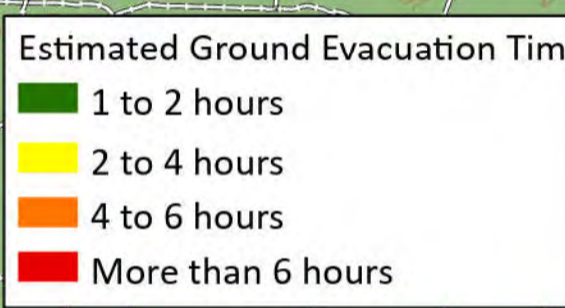 Estimated Ground Evacuation Tim
1 to 2 hours
2 to 4 hours
4 to 6 hours
More than 6 hours